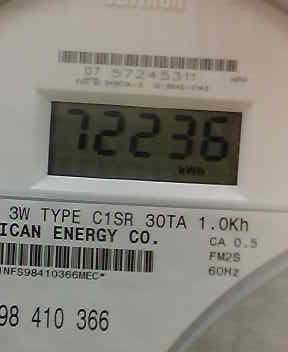 07 57245311
72236
kWh
3W TYPE C1SR 30TA 1.0Kh
ICAN ENERGY CO.
CA 0.5
FM2S
60Hz
INFS98410366MEC*
98 410 366